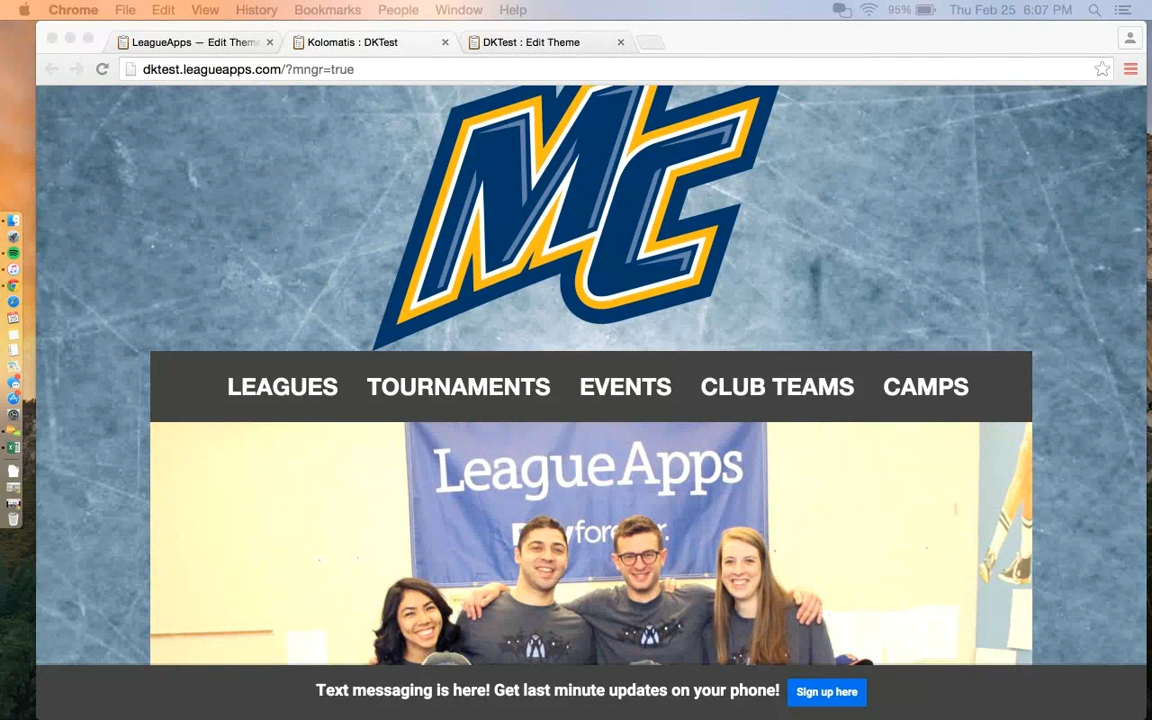 Chrome File Edit View History Bookmarks People Window Help 95% Thu Feb 25 6:07 PM
LeagueApps — Edit Theme Kolomatis : DKTest DKTest : Edit Theme
dktest.leagueapps.com/?mngr=true
MC
LEAGUES TOURNAMENTS EVENTS CLUB TEAMS CAMPS
LeagueApps
Text messaging is here! Get last minute updates on your phone! Sign up here